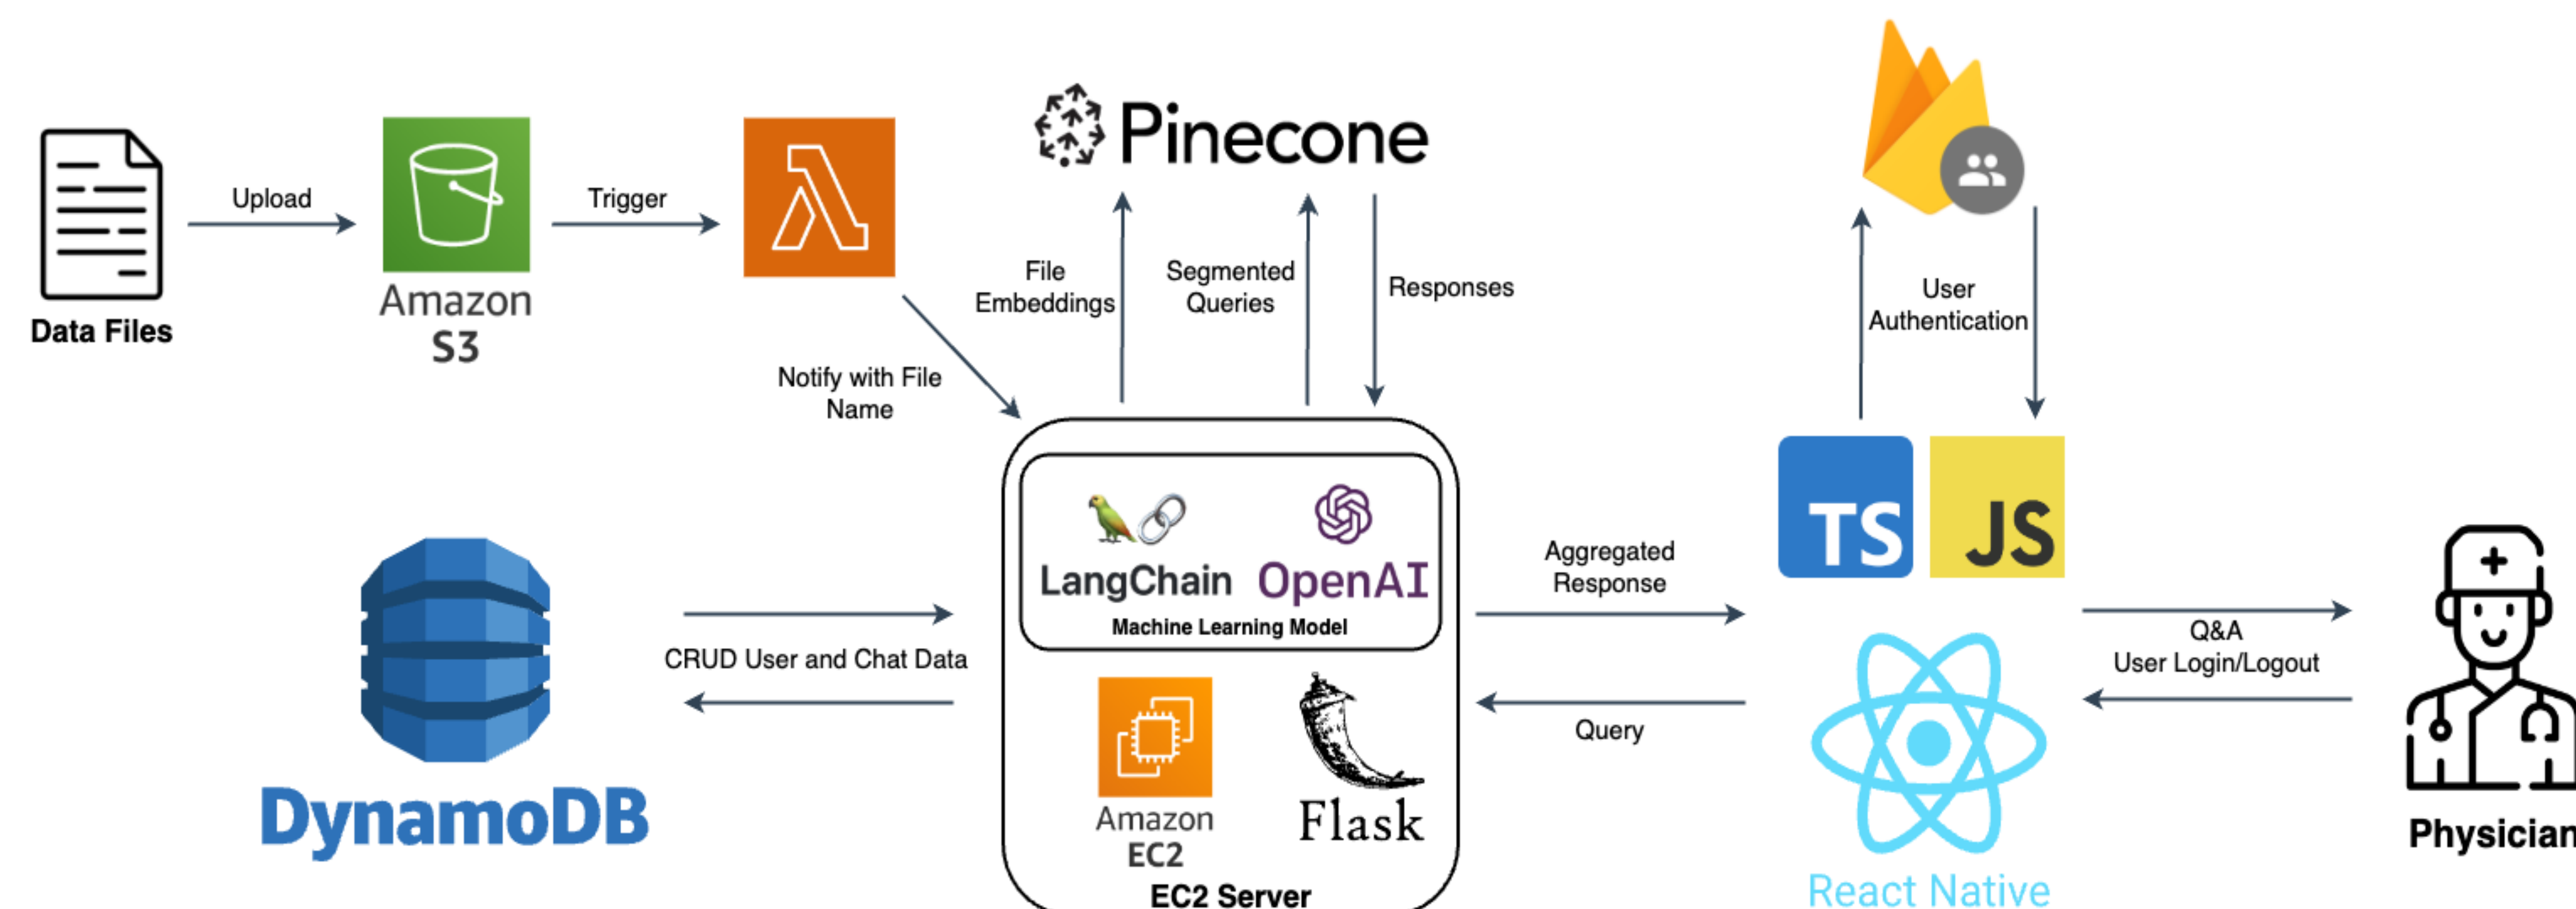 Data Files
Upload
Amazon
S3
Trigger
Notify with File
Name
Pinecone
File
Embeddings
Segmented
Queries
Responses
User
Authentication
DynamoDB
CRUD User and Chat Data
LangChain
OpenAI
Machine Learning Model
Amazon
EC2
Flask
EC2 Server
Aggregated
Response
Query
TS
JS
React Native
Q&A
User Login/Logout
Physician